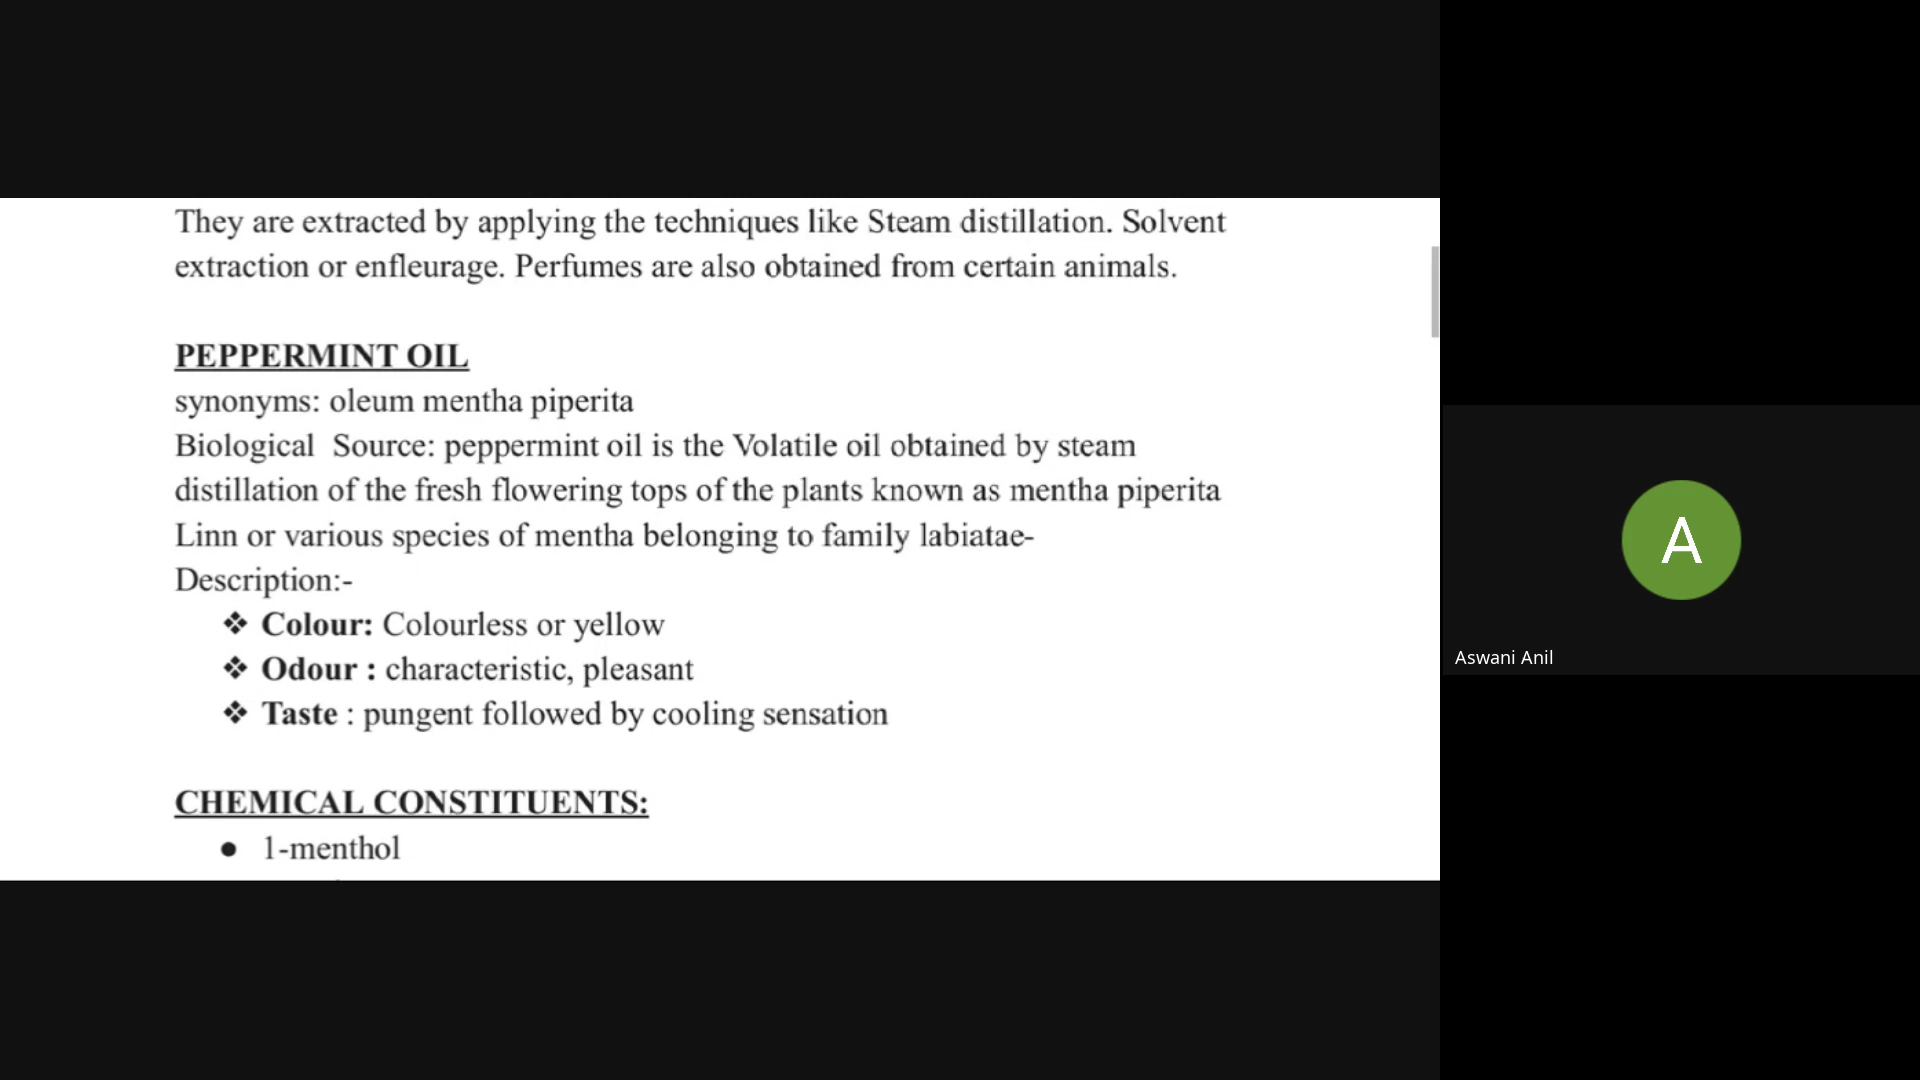 They are extracted by applying the techniques like Steam distillation. Solvent
extraction or enfleurage. Perfumes are also obtained from certain animals.
PEPPERMINT OIL
synonyms: oleum mentha piperita
Biological Source: peppermint oil is the Volatile oil obtained by steam
distillation of the fresh flowering tops of the plants known as mentha piperita
Linn or various species of mentha belonging to family labiatae-
Description:-
❖ Colour: Colourless or yellow
❖ Odour : characteristic, pleasant
❖ Taste : pungent followed by cooling sensation
CHEMICAL CONSTITUENTS:
● 1-menthol
A
Aswani Anil